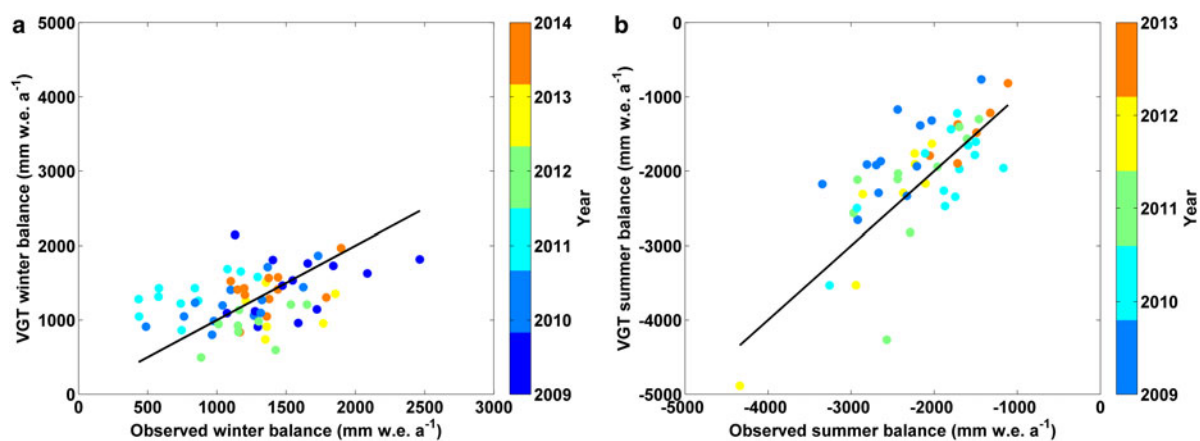 a
5000
4000
3000
2000
1000
0
VGT winter balance (mm w.e. a-1)
0 500 1000 1500 2000 2500 3000
Observed winter balance (mm w.e. a-1)
2014
2013
2012
2011
2010
2009
Year
b
0
-1000
-2000
-3000
-4000
-5000
VGT summer balance (mm w.e. a-1)
-5000 -4000 -3000 -2000 -1000 0
Observed summer balance (mm w.e. a-1)
2013
2012
2011
2010
2009
Year